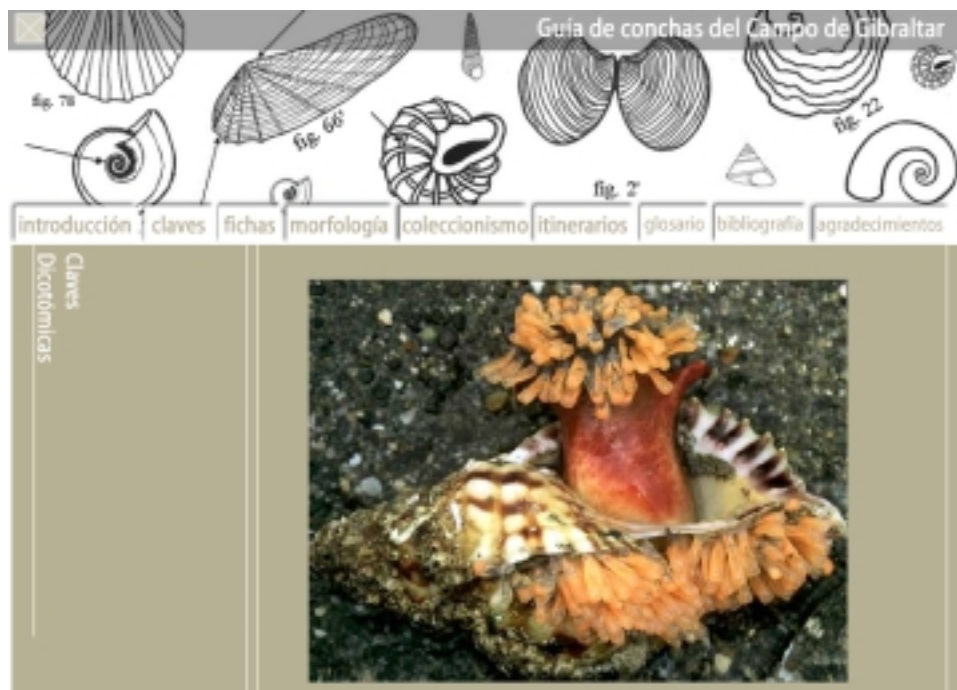 Guía de conchas del Campo de Gibraltar
fig. 78
fig. 66'
fig. 2'
fig. 22
introducción
claves
fichas
morfología
coleccionismo
itinerarios
glosario
bibliografía
agradecimientos
Claves
Dicotómicas